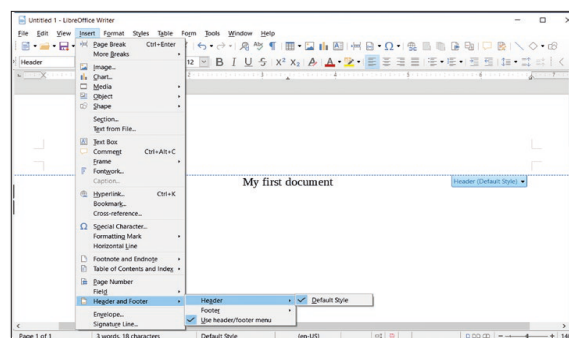 Untitled 1 - LibreOffice Writer
File Edit View Insert Format Styles Table Form Tools Window Help
Header
12
Page Break Ctrl+Enter
More Breaks
Image...
Chart...
Media
Object
Shape
Section...
Text from File...
Text Box
Comment Ctrl+Alt+C
Frame
Fontwork...
Caption...
Hyperlink... Ctrl+K
Bookmark...
Cross-reference...
Special Character...
Formatting Mark
Horizontal Line
Footnote and Endnote
Table of Contents and Index
Page Number
Field
Header and Footer
Envelope...
Signature Line...
My first document
Header (Default Style)
Header
Footer
Use header/footer menu
Default Style
Page 1 of 1 3 words, 18 characters Default Style (en-US)